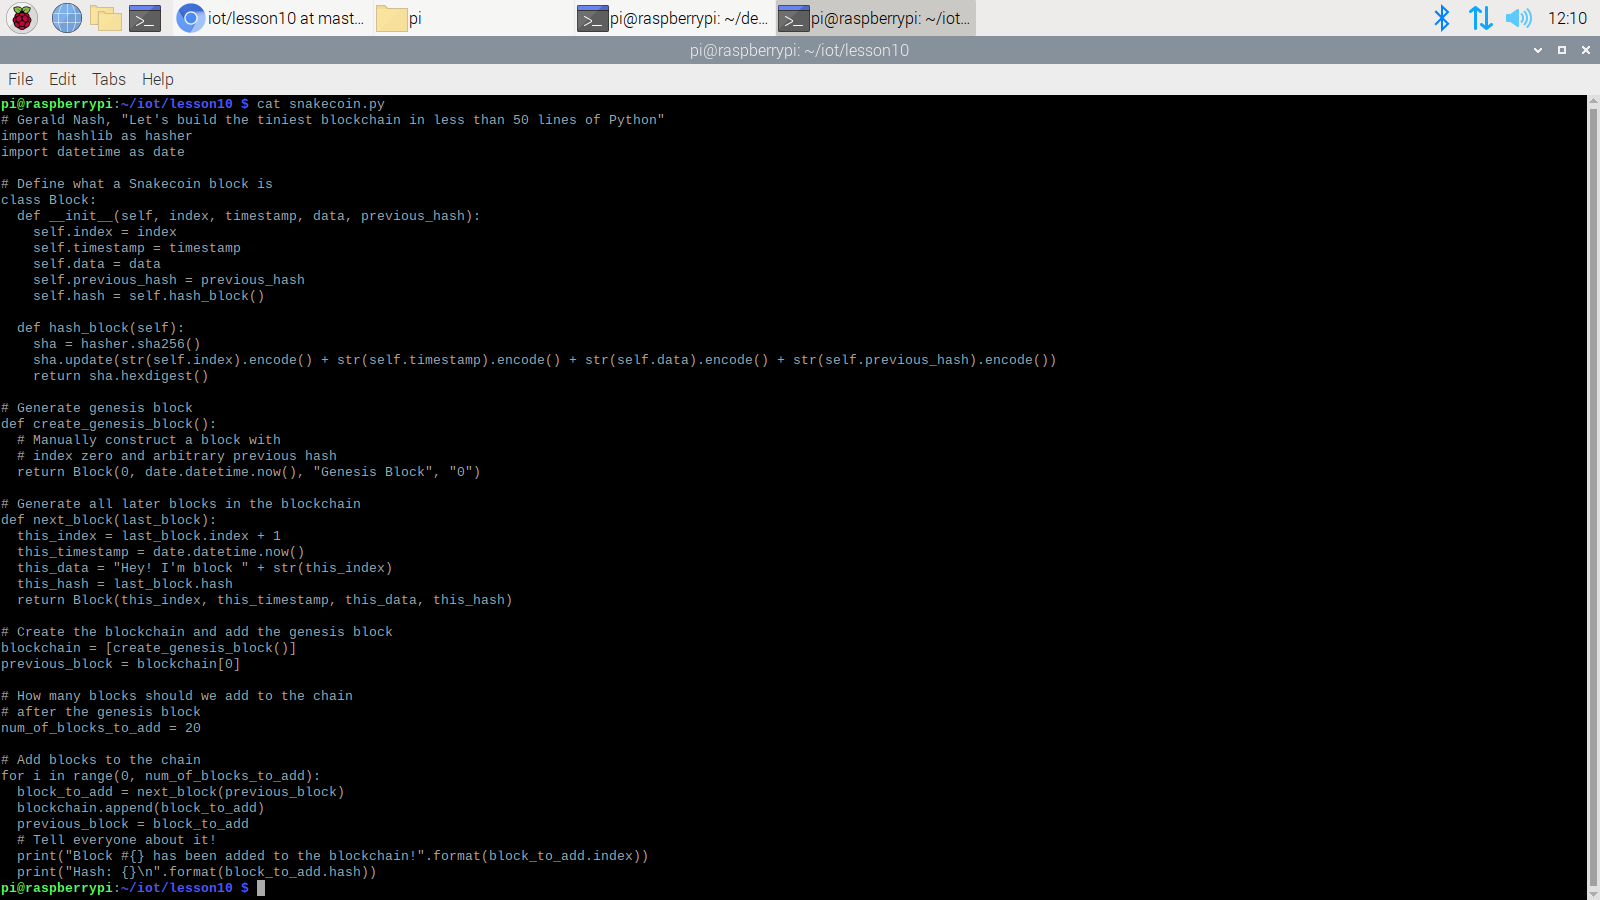 iot/lesson10 at mast... pi pi@raspberrypi: ~/de... pi@raspberrypi: ~/iot... 12:10
pi@raspberrypi: ~/iot/lesson10
File Edit Tabs Help
pi@raspberrypi:~/iot/lesson10 $ cat snakecoin.py
# Gerald Nash, "Let's build the tiniest blockchain in less than 50 lines of Python"
import hashlib as hasher
import datetime as date

# Define what a Snakecoin block is
class Block:
  def __init__(self, index, timestamp, data, previous_hash):
    self.index = index
    self.timestamp = timestamp
    self.data = data
    self.previous_hash = previous_hash
    self.hash = self.hash_block()

  def hash_block(self):
    sha = hasher.sha256()
    sha.update(str(self.index).encode() + str(self.timestamp).encode() + str(self.data).encode() + str(self.previous_hash).encode())
    return sha.hexdigest()

# Generate genesis block
def create_genesis_block():
  # Manually construct a block with
  # index zero and arbitrary previous hash
  return Block(0, date.datetime.now(), "Genesis Block", "0")

# Generate all later blocks in the blockchain
def next_block(last_block):
  this_index = last_block.index + 1
  this_timestamp = date.datetime.now()
  this_data = "Hey! I'm block " + str(this_index)
  this_hash = last_block.hash
  return Block(this_index, this_timestamp, this_data, this_hash)

# Create the blockchain and add the genesis block
blockchain = [create_genesis_block()]
previous_block = blockchain[0]

# How many blocks should we add to the chain
# after the genesis block
num_of_blocks_to_add = 20

# Add blocks to the chain
for i in range(0, num_of_blocks_to_add):
  block_to_add = next_block(previous_block)
  blockchain.append(block_to_add)
  previous_block = block_to_add
  # Tell everyone about it!
  print("Block #{} has been added to the blockchain!".format(block_to_add.index))
  print("Hash: {}\n".format(block_to_add.hash))
pi@raspberrypi:~/iot/lesson10 $